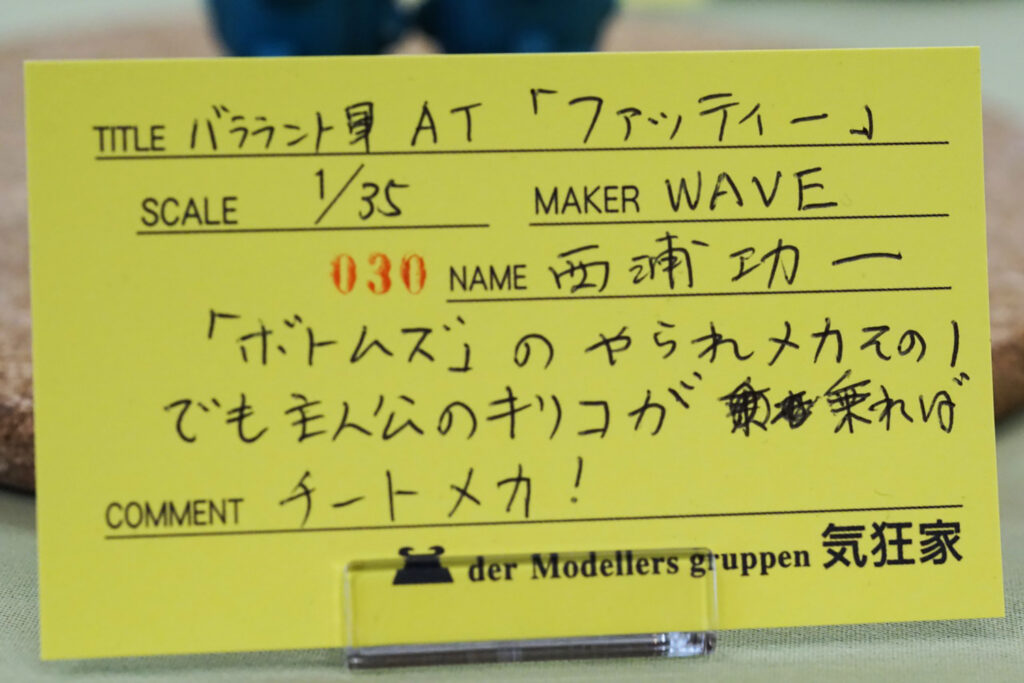 TITLE バララント軍 AT 「ファッティー」
SCALE 1/35 MAKER WAVE
030 NAME 西浦功一
「ボトムズ」のやられメカその1
でも主人公のキリコが 乗れば
COMMENT チートメカ!
der Modellers gruppen 気狂家